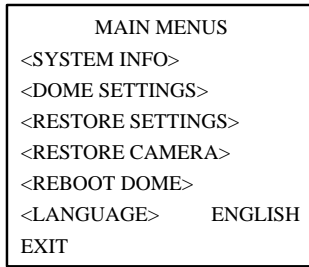 MAIN MENUS
<SYSTEM INFO>
<DOME SETTINGS>
<RESTORE SETTINGS>
<RESTORE CAMERA>
<REBOOT DOME>
<LANGUAGE> ENGLISH
EXIT